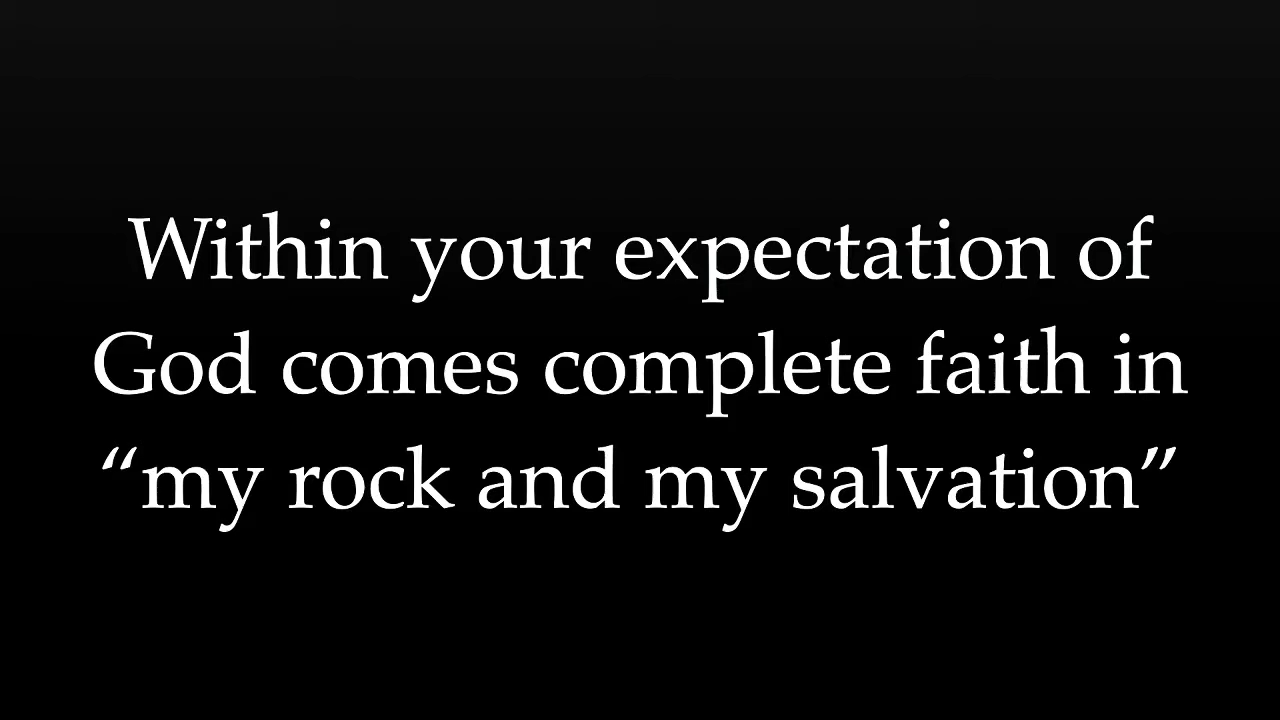 Within your expectation of
God comes complete faith in
“my rock and my salvation”